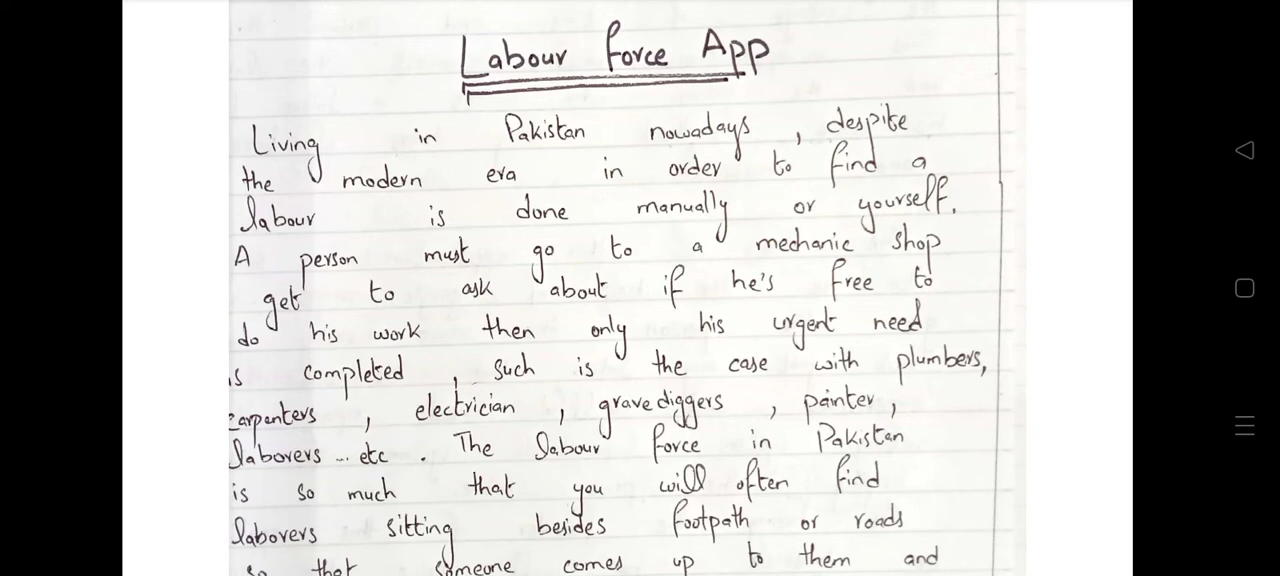 Labour Force App
Living in Pakistan nowadays, despite
the modern era in order to find a
labour is done manually or yourself.
A person must go to a mechanic shop
get to ask about if he's free to
do his work then only his urgent need
is completed, such is the case with plumbers,
carpenters, electrician, gravediggers, painter,
laborers ... etc. The labour force in Pakistan
is so much that you will often find
laborers sitting besides footpath or roads
so that someone comes up to them and